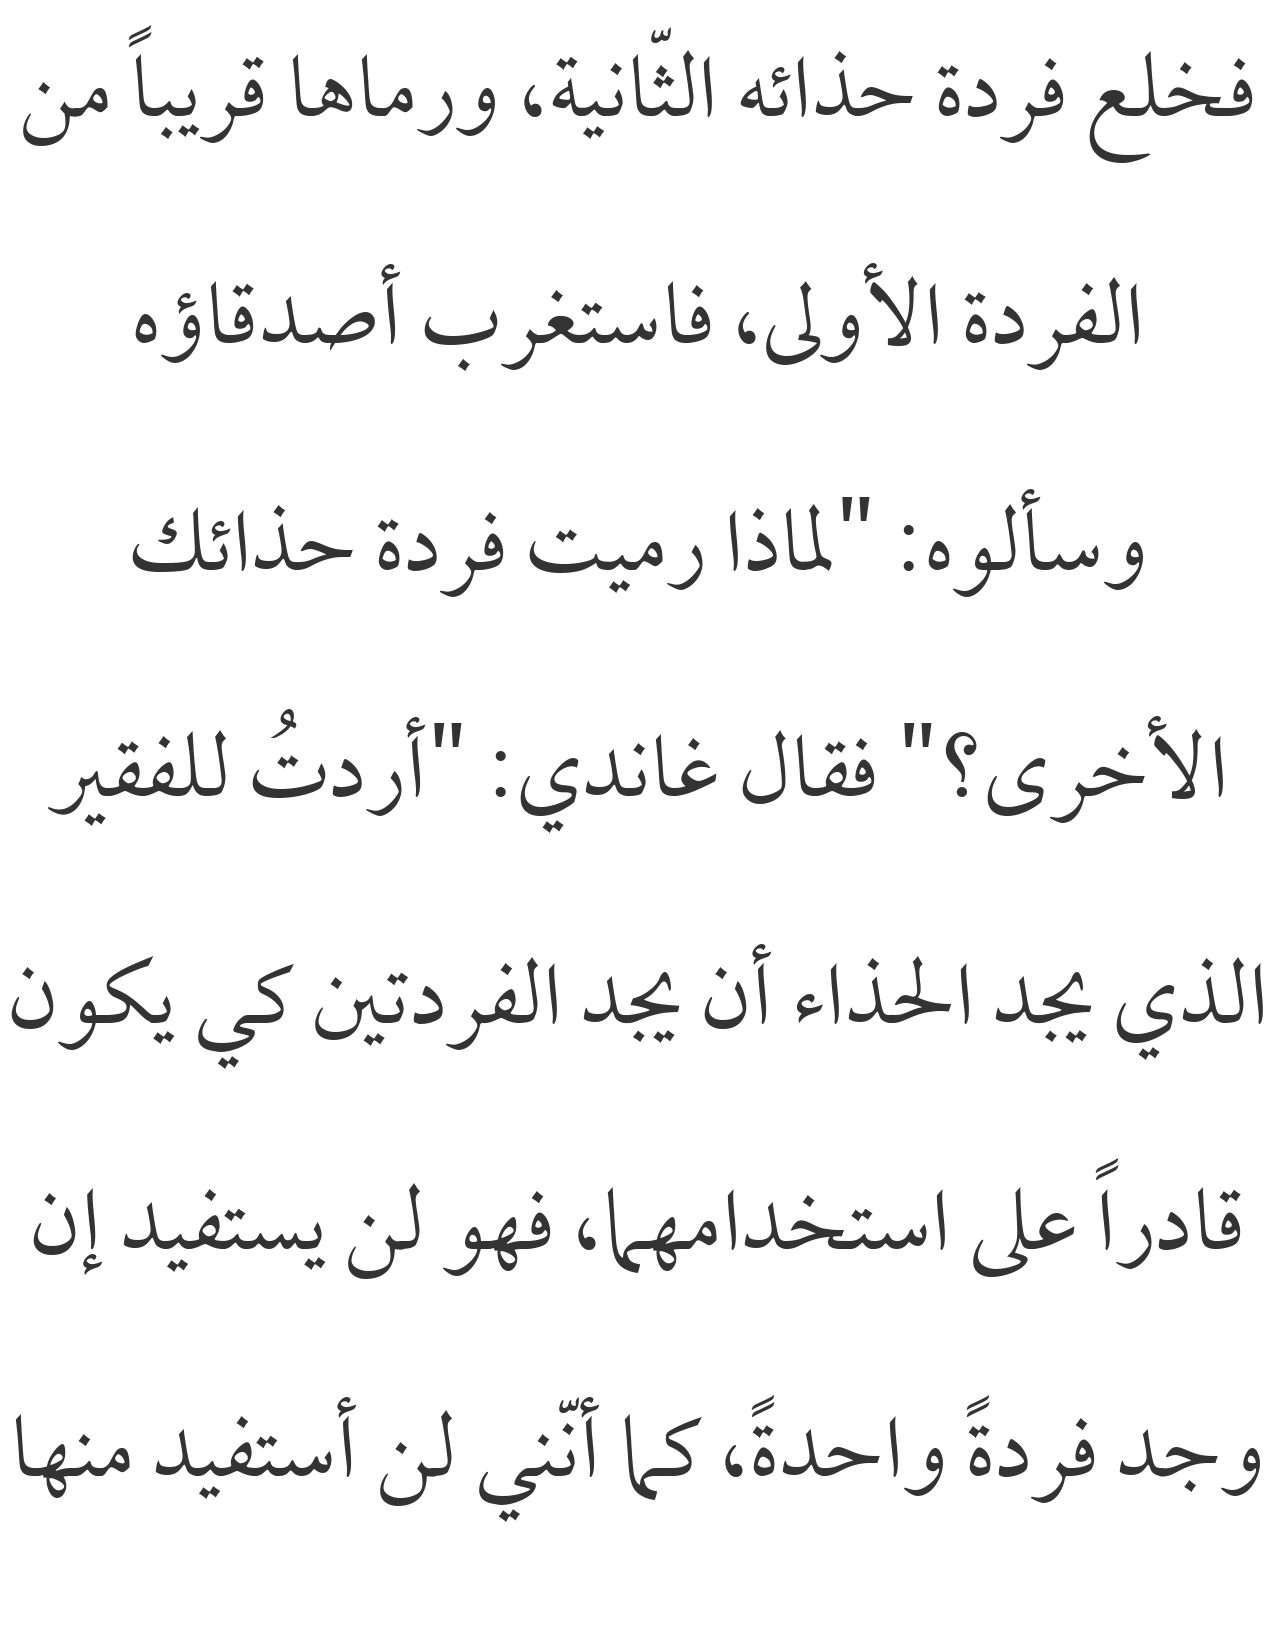 فخلع فردة حذائه الثّانية، ورماها قريباً من
الفردة الأولى، فاستغرب أصدقاؤه
وسألوه: "لماذا رميت فردة حذائك
الأخرى؟" فقال غاندي: "أردتُ للفقير
الذي يجد الحذاء أن يجد الفردتين كي يكون
قادراً على استخدامهما، فهو لن يستفيد إن
وجد فردةً واحدةً، كما أنّني لن أستفيد منها